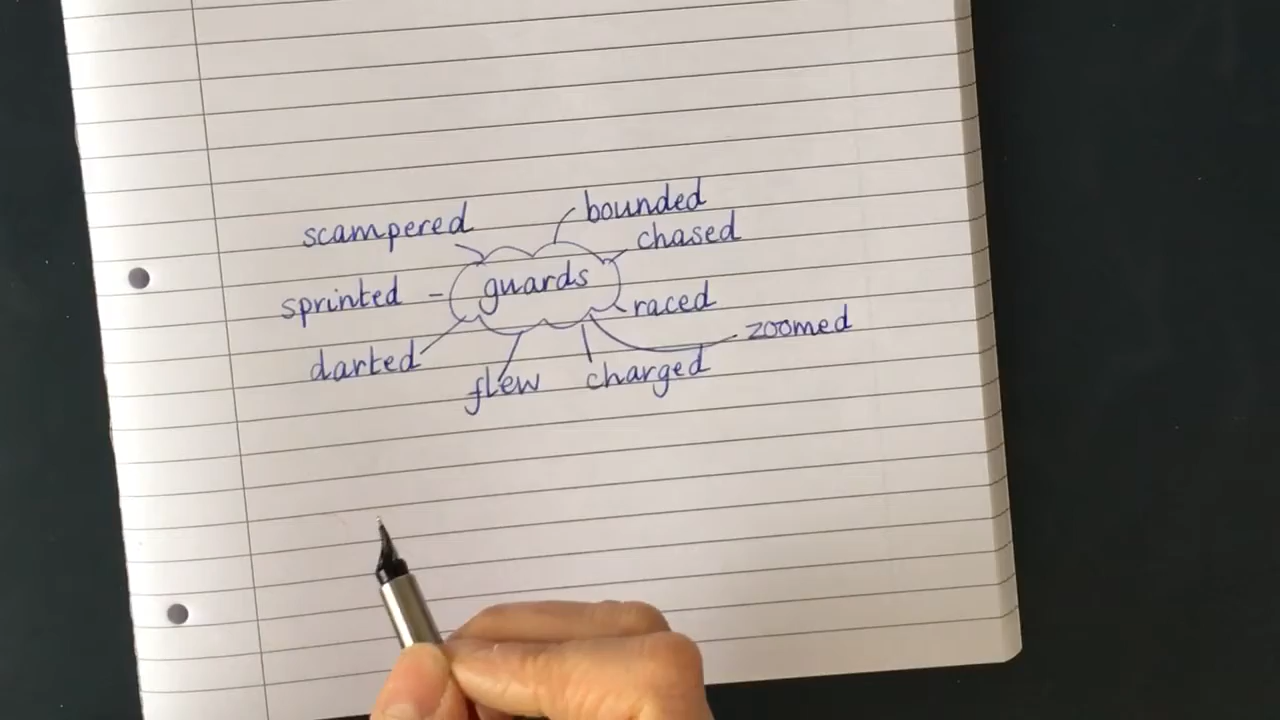 bounded
scampered
chased
guards
sprinted
raced
zoomed
darted
flew
charged